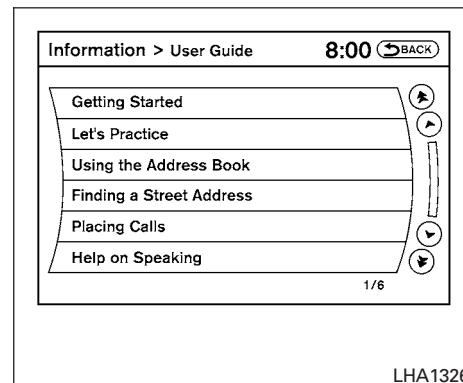 Information > User Guide 8:00 BACK
Getting Started
Let's Practice
Using the Address Book
Finding a Street Address
Placing Calls
Help on Speaking
1/6
LHA1326